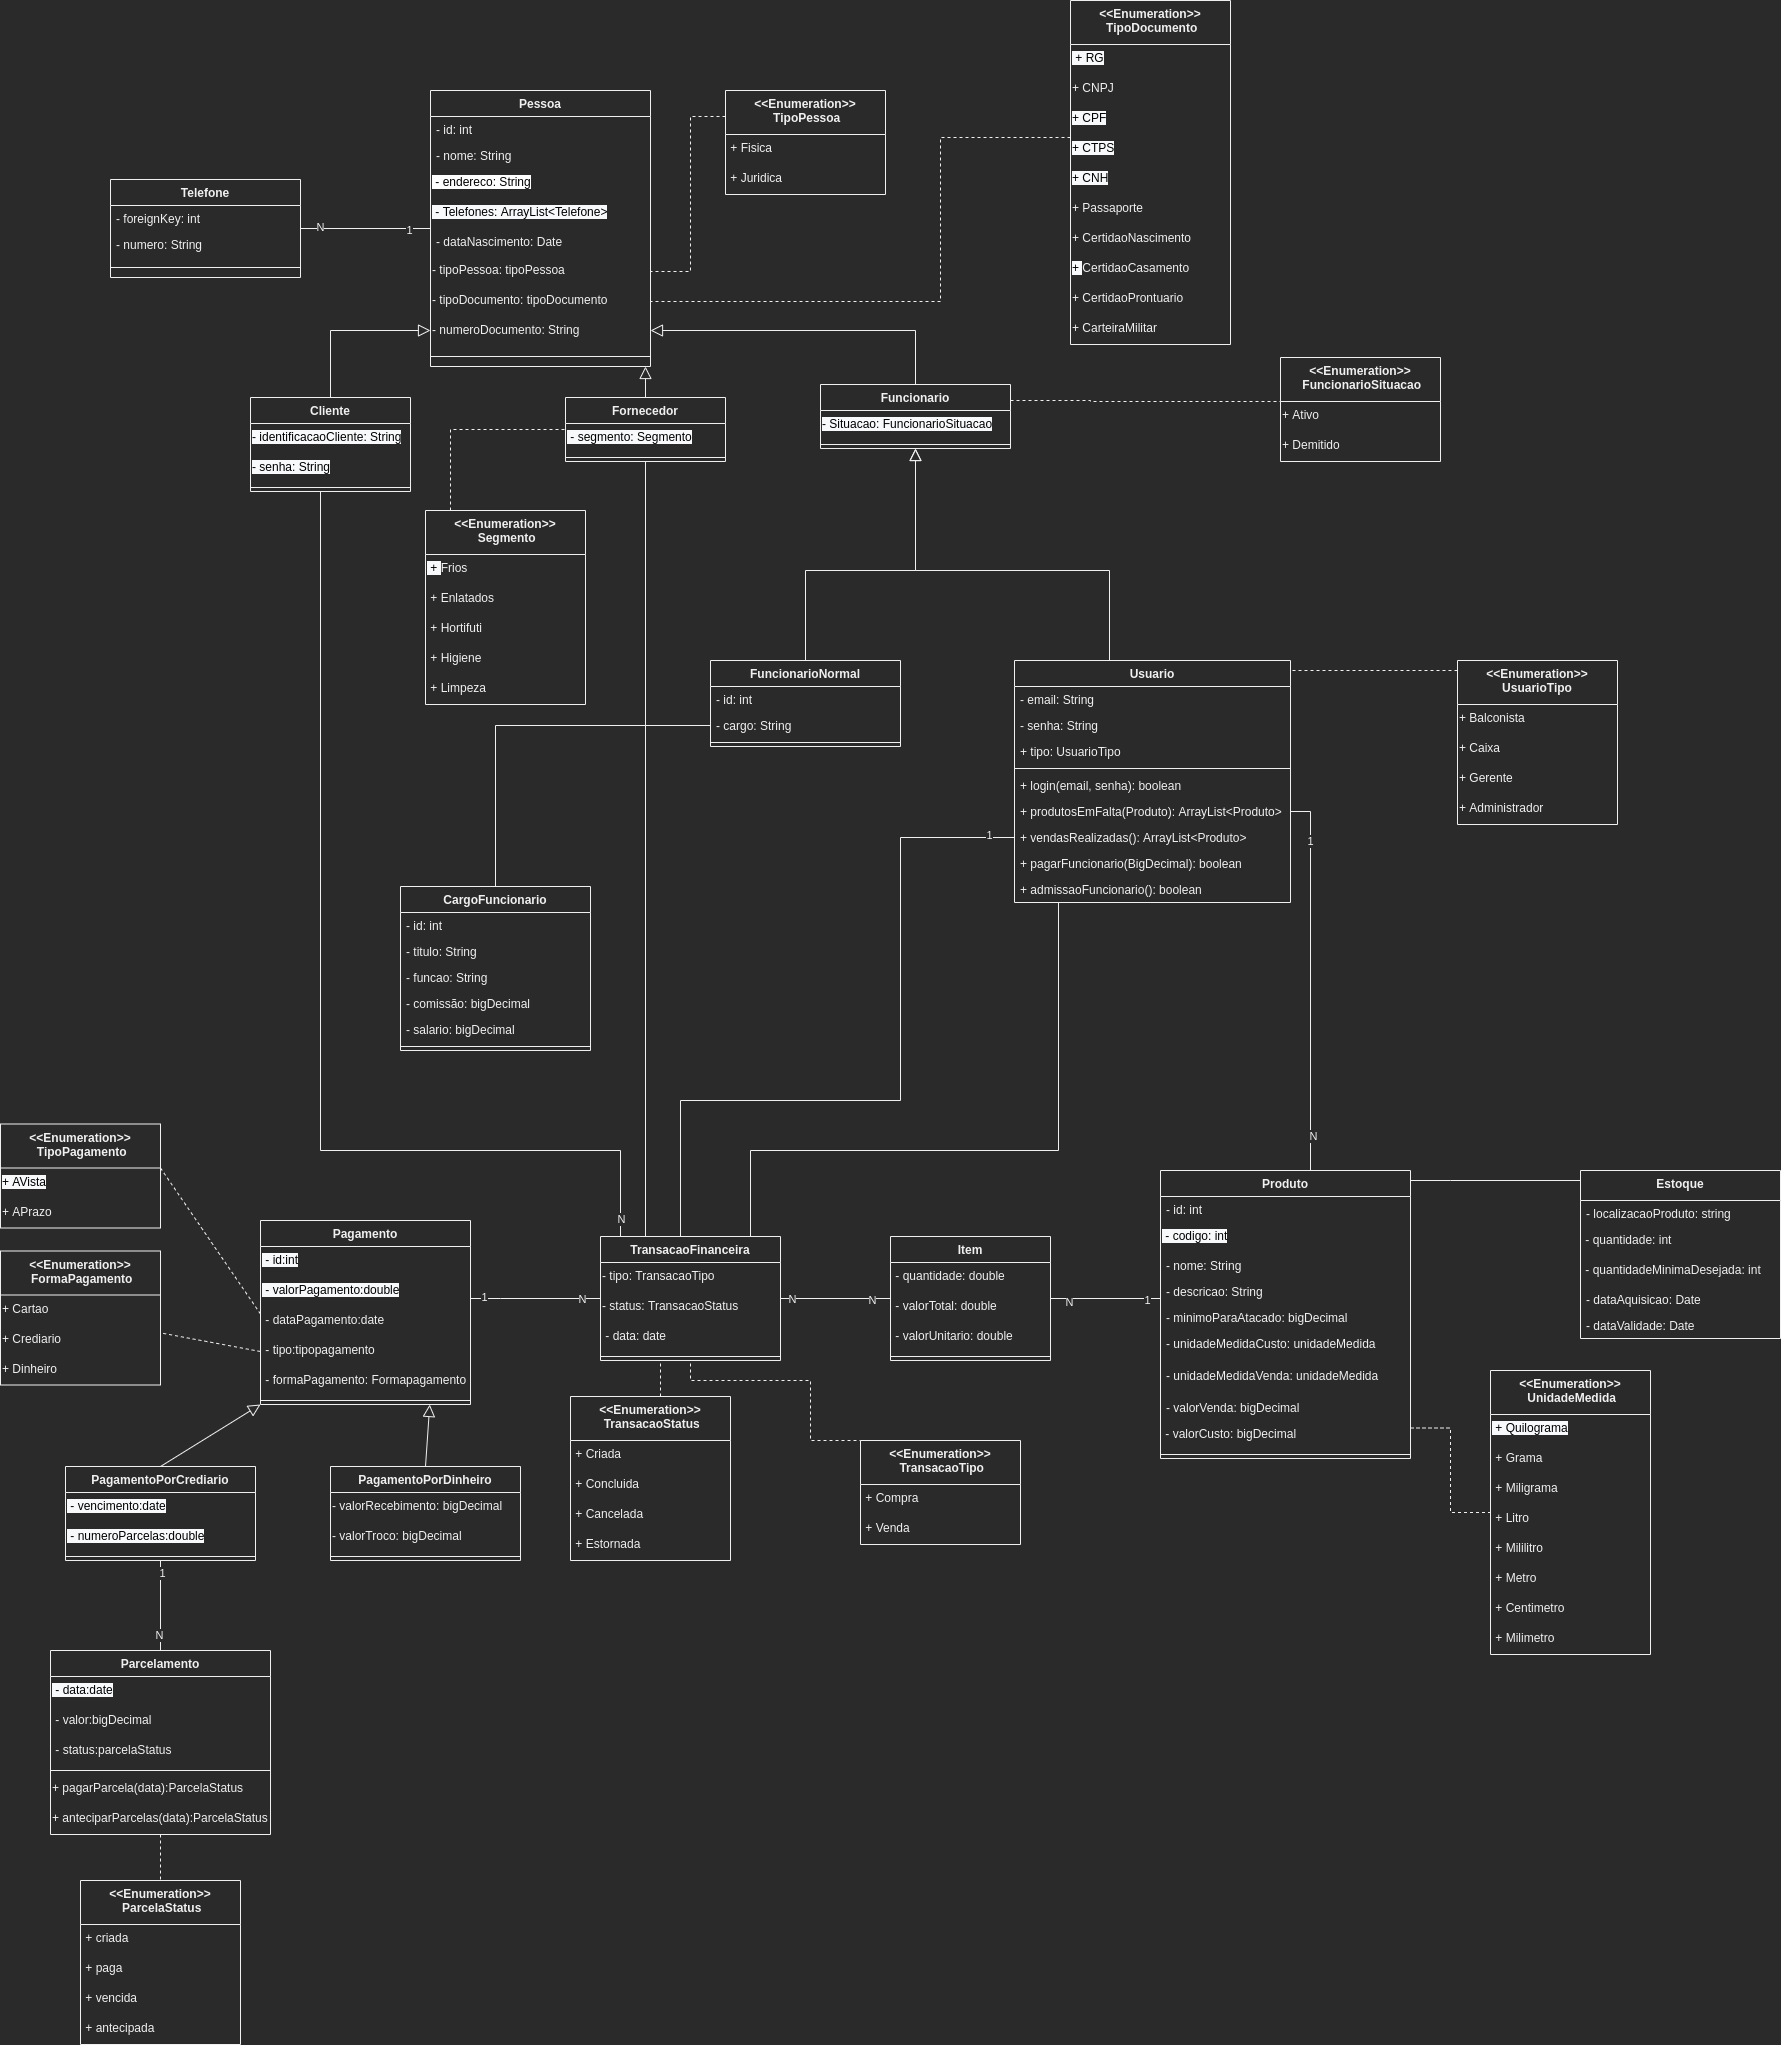 <<Enumeration>>
TipoDocumento
+ RG
+ CNPJ
+ CPF
+ CTPS
+ CNH
+ Passaporte
+ CertidaoNascimento
+ CertidaoCasamento
+ CertidaoProntuario
+ CarteiraMilitar
Pessoa
- id: int
- nome: String
- endereco: String
- Telefones: ArrayList<Telefone>
- dataNascimento: Date
- tipoPessoa: tipoPessoa
- tipoDocumento: tipoDocumento
- numeroDocumento: String
<<Enumeration>>
TipoPessoa
+ Fisica
+ Juridica
Telefone
- foreignKey: int
- numero: String
N
1
Cliente
- identificacaoCliente: String
- senha: String
Fornecedor
- segmento: Segmento
Funcionario
- Situacao: FuncionarioSituacao
<<Enumeration>>
FuncionarioSituacao
+ Ativo
+ Demitido
<<Enumeration>>
Segmento
+ Frios
+ Enlatados
+ Hortifuti
+ Higiene
+ Limpeza
FuncionarioNormal
- id: int
- cargo: String
Usuario
- email: String
- senha: String
+ tipo: UsuarioTipo
+ login(email, senha): boolean
+ produtosEmFalta(Produto): ArrayList<Produto>
+ vendasRealizadas(): ArrayList<Produto>
+ pagarFuncionario(BigDecimal): boolean
+ admissaoFuncionario(): boolean
<<Enumeration>>
UsuarioTipo
+ Balconista
+ Caixa
+ Gerente
+ Administrador
1
1
CargoFuncionario
- id: int
- titulo: String
- funcao: String
- comissão: bigDecimal
- salario: bigDecimal
<<Enumeration>>
TipoPagamento
+ AVista
+ APrazo
<<Enumeration>>
FormaPagamento
+ Cartao
+ Crediario
+ Dinheiro
Pagamento
- id:int
- valorPagamento:double
- dataPagamento:date
- tipo:tipopagamento
- formaPagamento: Formapagamento
1
N
N
TransacaoFinanceira
- tipo: TransacaoTipo
- status: TransacaoStatus
- data: date
N
N
Item
- quantidade: double
- valorTotal: double
- valorUnitario: double
N
1
N
Produto
- id: int
- codigo: int
- nome: String
- descricao: String
- minimoParaAtacado: bigDecimal
- unidadeMedidaCusto: unidadeMedida
- unidadeMedidaVenda: unidadeMedida
- valorVenda: bigDecimal
- valorCusto: bigDecimal
Estoque
- localizacaoProduto: string
- quantidade: int
- quantidadeMinimaDesejada: int
- dataAquisicao: Date
- dataValidade: Date
<<Enumeration>>
UnidadeMedida
+ Quilograma
+ Grama
+ Miligrama
+ Litro
+ Mililitro
+ Metro
+ Centimetro
+ Milimetro
<<Enumeration>>
TransacaoStatus
+ Criada
+ Concluida
+ Cancelada
+ Estornada
<<Enumeration>>
TransacaoTipo
+ Compra
+ Venda
PagamentoPorCrediario
- vencimento:date
- numeroParcelas:double
PagamentoPorDinheiro
- valorRecebimento: bigDecimal
- valorTroco: bigDecimal
1
N
Parcelamento
- data:date
- valor:bigDecimal
- status:parcelaStatus
+ pagarParcela(data):ParcelaStatus
+ anteciparParcelas(data):ParcelaStatus
<<Enumeration>>
ParcelaStatus
+ criada
+ paga
+ vencida
+ antecipada